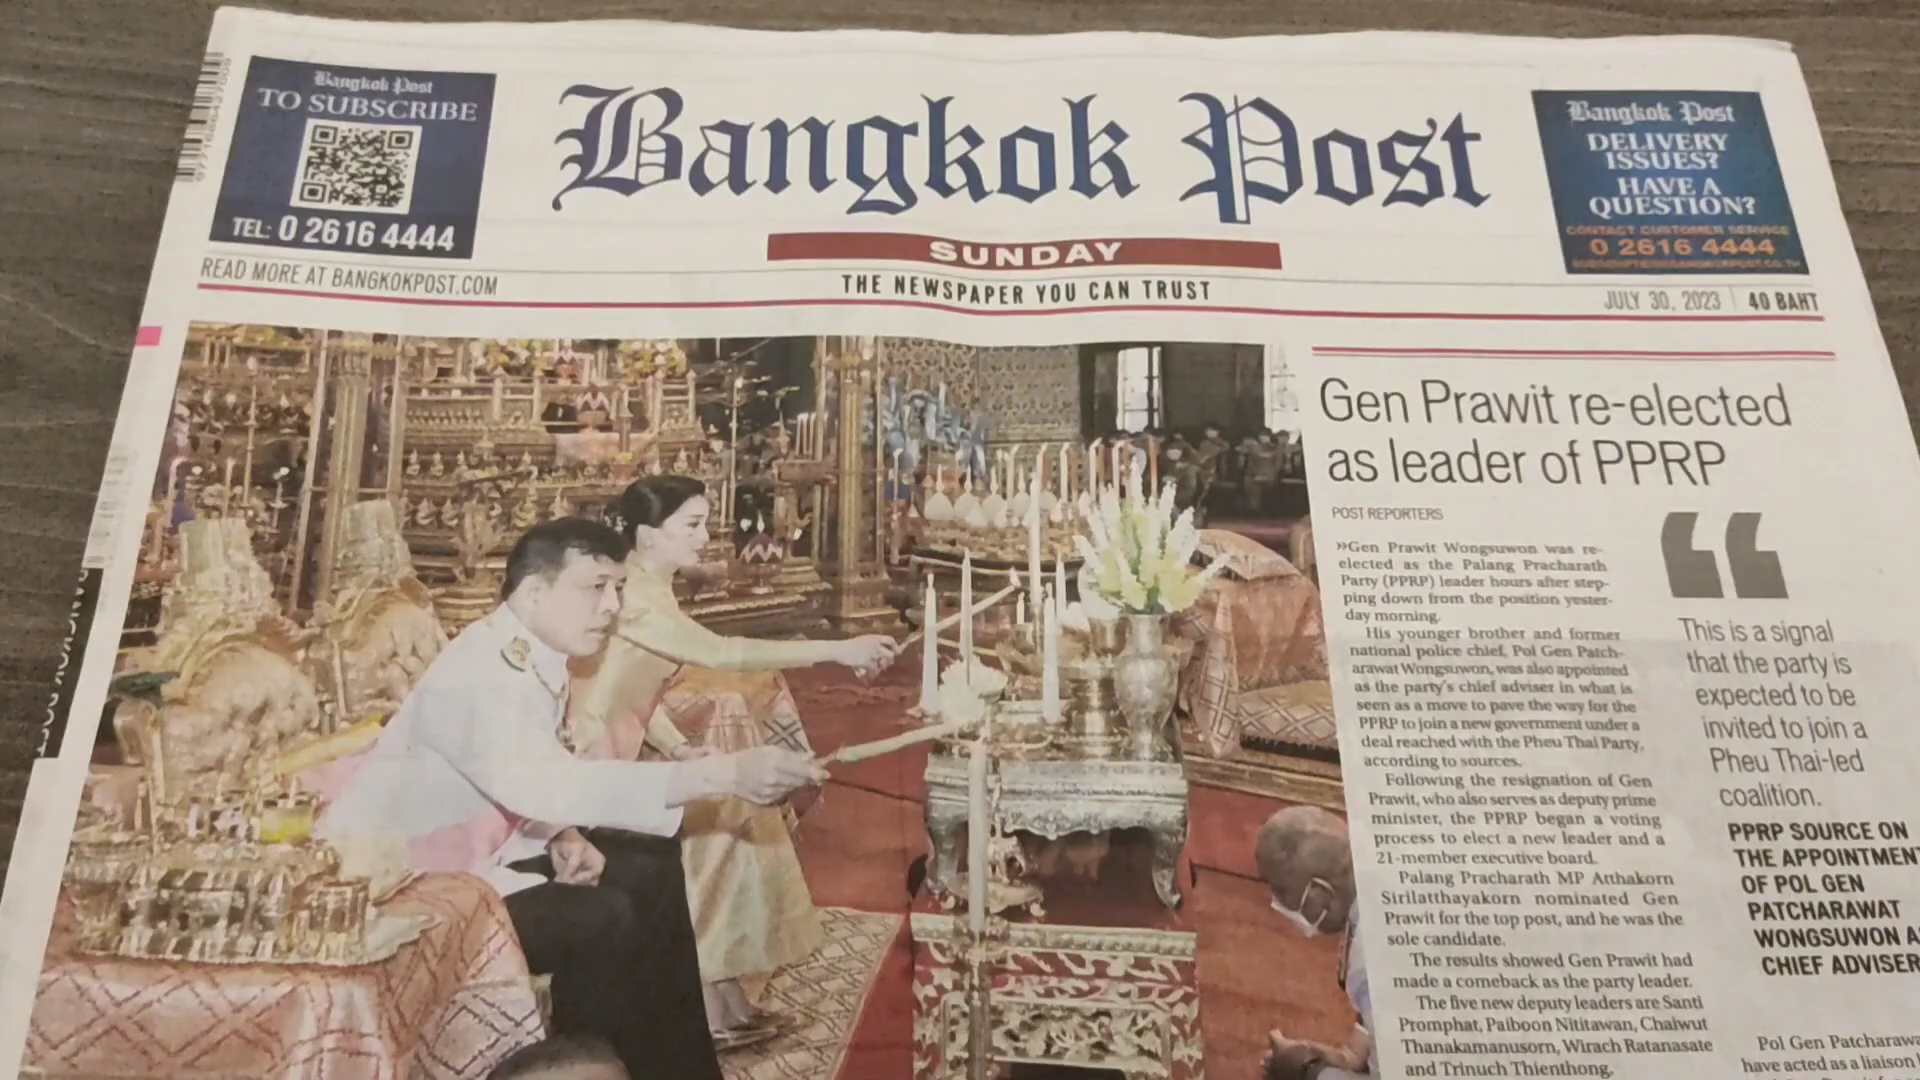 Bangkok Post
TO SUBSCRIBE
TEL: 0 2616 4444
READ MORE AT BANGKOKPOST.COM
Bangkok Post
SUNDAY
THE NEWSPAPER YOU CAN TRUST
Bangkok Post
DELIVERY
ISSUES?
HAVE A
QUESTION?
CONTACT CUSTOMER SERVICE
0 2616 4444
JULY 30, 2023 | 40 BAHT
Gen Prawit re-elected
as leader of PPRP
POST REPORTERS
»Gen Prawit Wongsuwon was re-
elected as the Palang Pracharath
Party (PPRP) leader hours after step-
ping down from the position yester-
day morning.
His younger brother and former
national police chief, Pol Gen Patch-
arawat Wongsuwon, was also appointed
as the party's chief adviser in what is
seen as a move to pave the way for the
PPRP to join a new government under a
deal reached with the Pheu Thai Party,
according to sources.
Following the resignation of Gen
Prawit, who also serves as deputy prime
minister, the PPRP began a voting
process to elect a new leader and a
21-member executive board.
Palang Pracharath MP Atthakorn
Sirilatthayakorn nominated Gen
Prawit for the top post, and he was the
sole candidate.
The results showed Gen Prawit had
made a comeback as the party leader.
The five new deputy leaders are Santi
Promphat, Paiboon Nititawan, Chaiwut
Thanakamanusorn, Wirach Ratanasate
and Trinuch Thienthong.
“
This is a signal
that the party is
expected to be
invited to join a
Pheu Thai-led
coalition.
PPRP SOURCE ON
THE APPOINTMENT
OF POL GEN
PATCHARAWAT
WONGSUWON A
CHIEF ADVISER
Pol Gen Patcharawa
have acted as a liaison